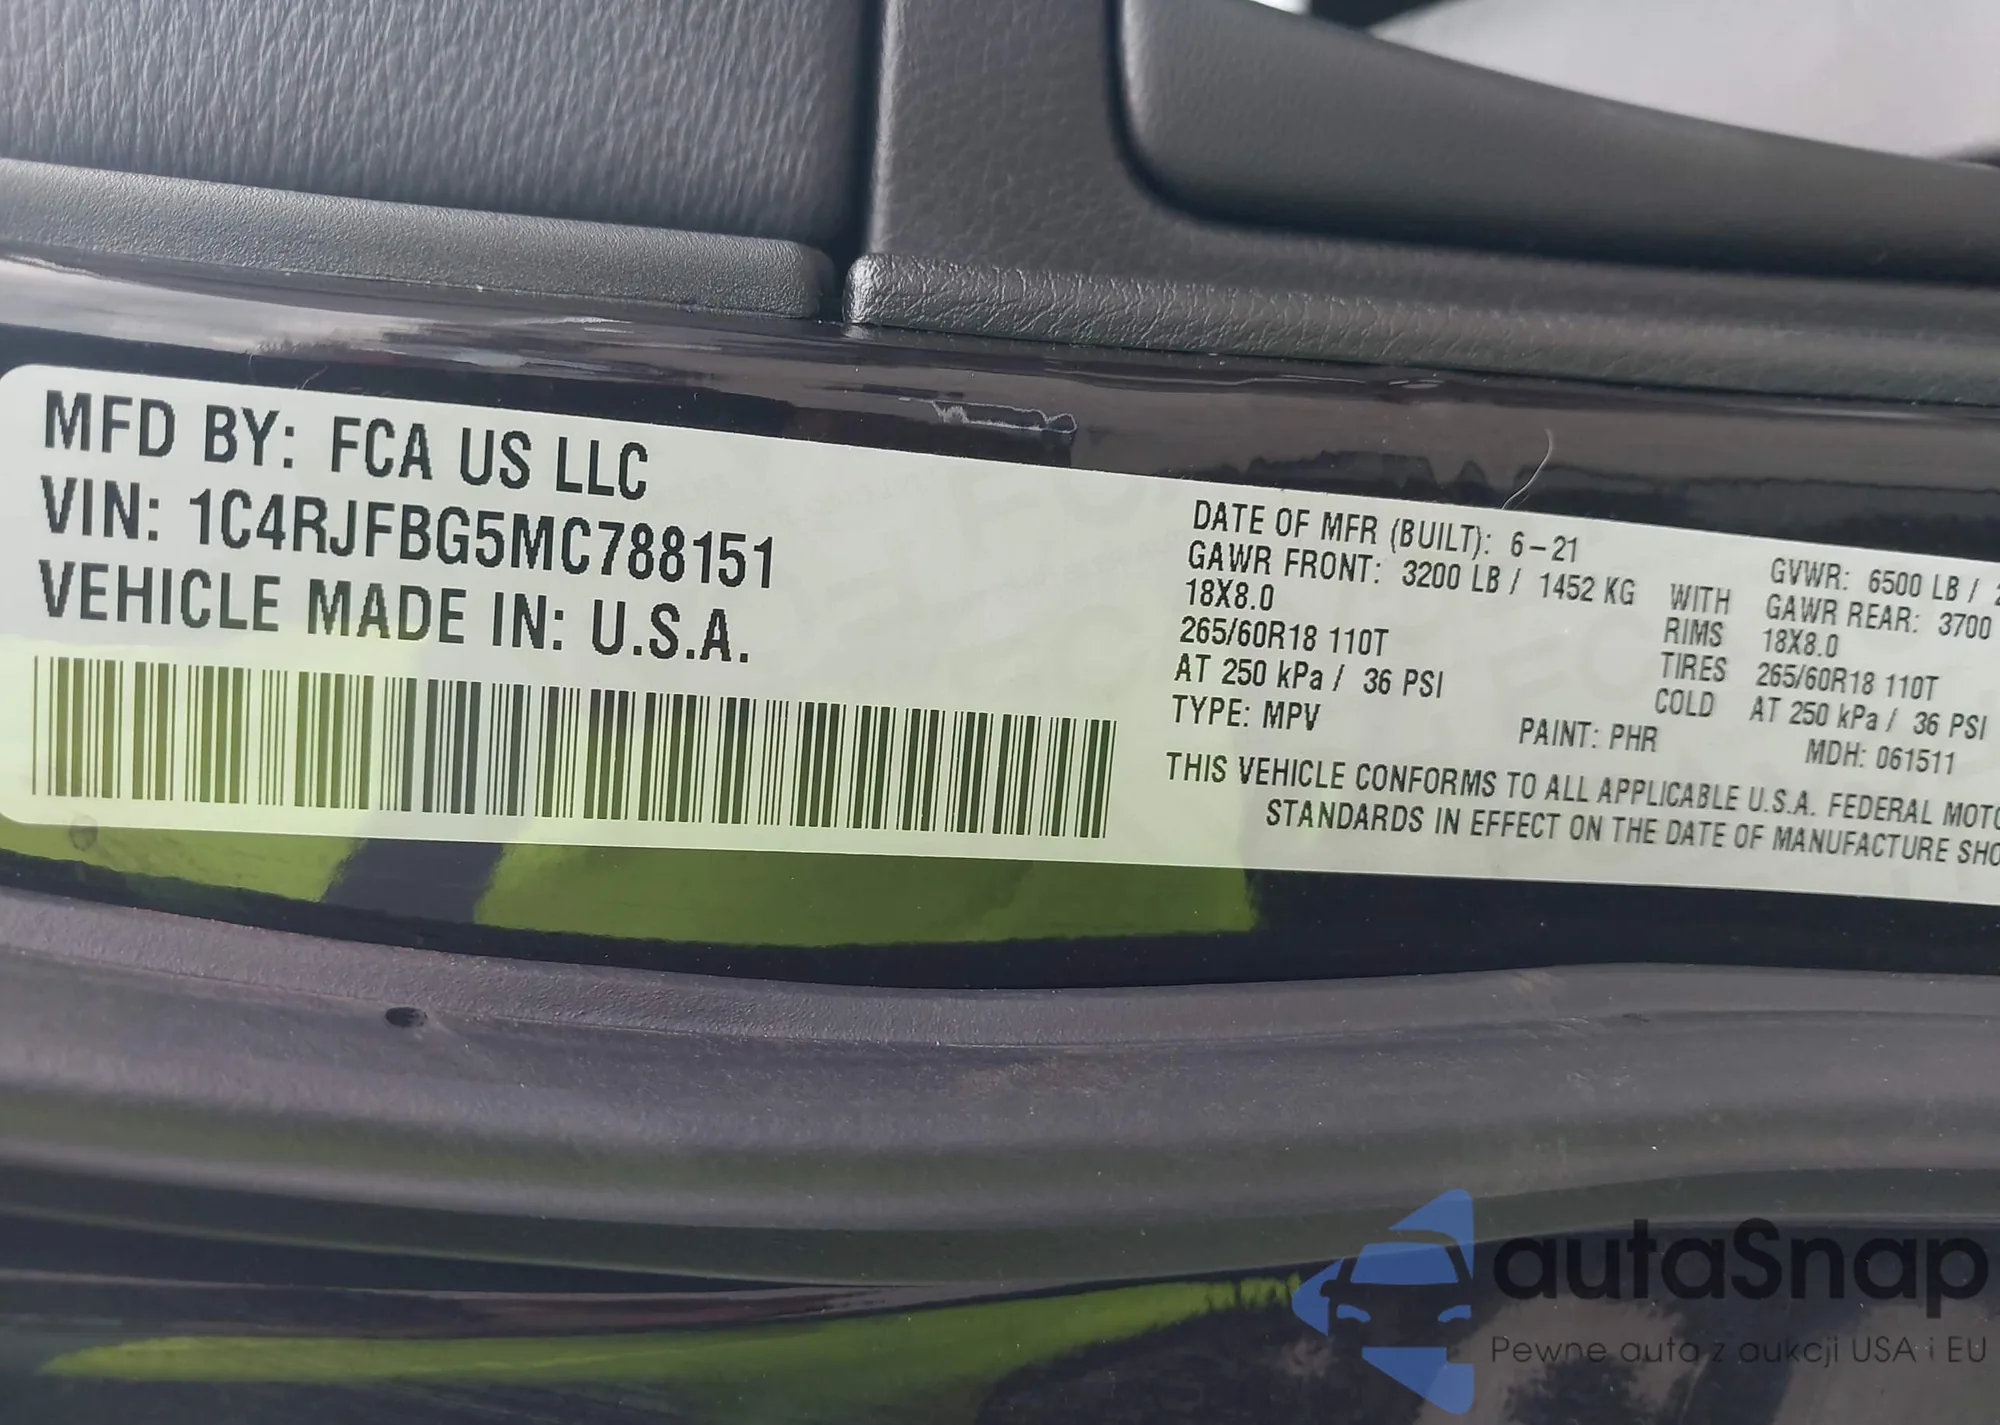 MFD BY: FCA US LLC
VIN: 1C4RJFBG5MC788151
VEHICLE MADE IN: U.S.A.
DATE OF MFR (BUILT): 6-21
GVWR: 6500 LB /
GAWR FRONT: 3200 LB / 1452 KG WITH GAWR REAR: 3700
18X8.0 RIMS 18X8.0
265/60R18 110T TIRES 265/60R18 110T
AT 250 kPa / 36 PSI COLD AT 250 kPa / 36 PSI
TYPE: MPV PAINT: PHR MDH: 061511
THIS VEHICLE CONFORMS TO ALL APPLICABLE U.S.A. FEDERAL
STANDARDS IN EFFECT ON THE DATE OF MANUFACTURE
autaSnap
Pewne auta z aukcji USA i EU